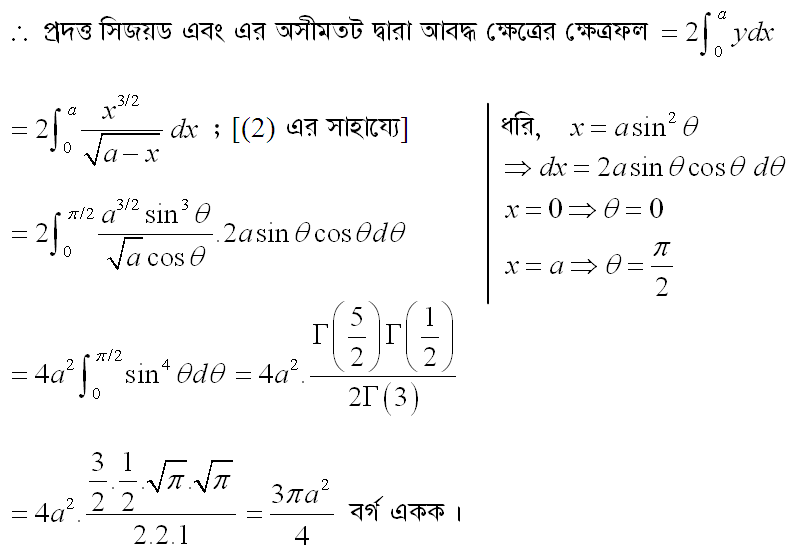 ∴ প্রদত্ত সিজয়ড এবং এর অসীমতট দ্বারা আবদ্ধ ক্ষেত্রের ক্ষেত্রফল = 2∫₀ᵃ ydx
= 2∫₀ᵃ x^{3/2}/√(a−x) dx ; [(2) এর সাহায্যে]
= 2∫₀^{π/2} (a^{3/2} sin³θ)/(√a cosθ) . 2a sinθ cosθ dθ
ধরি, x = a sin²θ
⇒ dx = 2a sinθ cosθ dθ
x = 0 ⇒ θ = 0
x = a ⇒ θ = π/2
= 4a² ∫₀^{π/2} sin⁴θ dθ = 4a² . Γ(5/2)Γ(1/2)/2Γ(3)
= 4a² . (3/2 . 1/2 . √π . √π)/2.2.1 = 3πa²/4 বর্গ একক ।